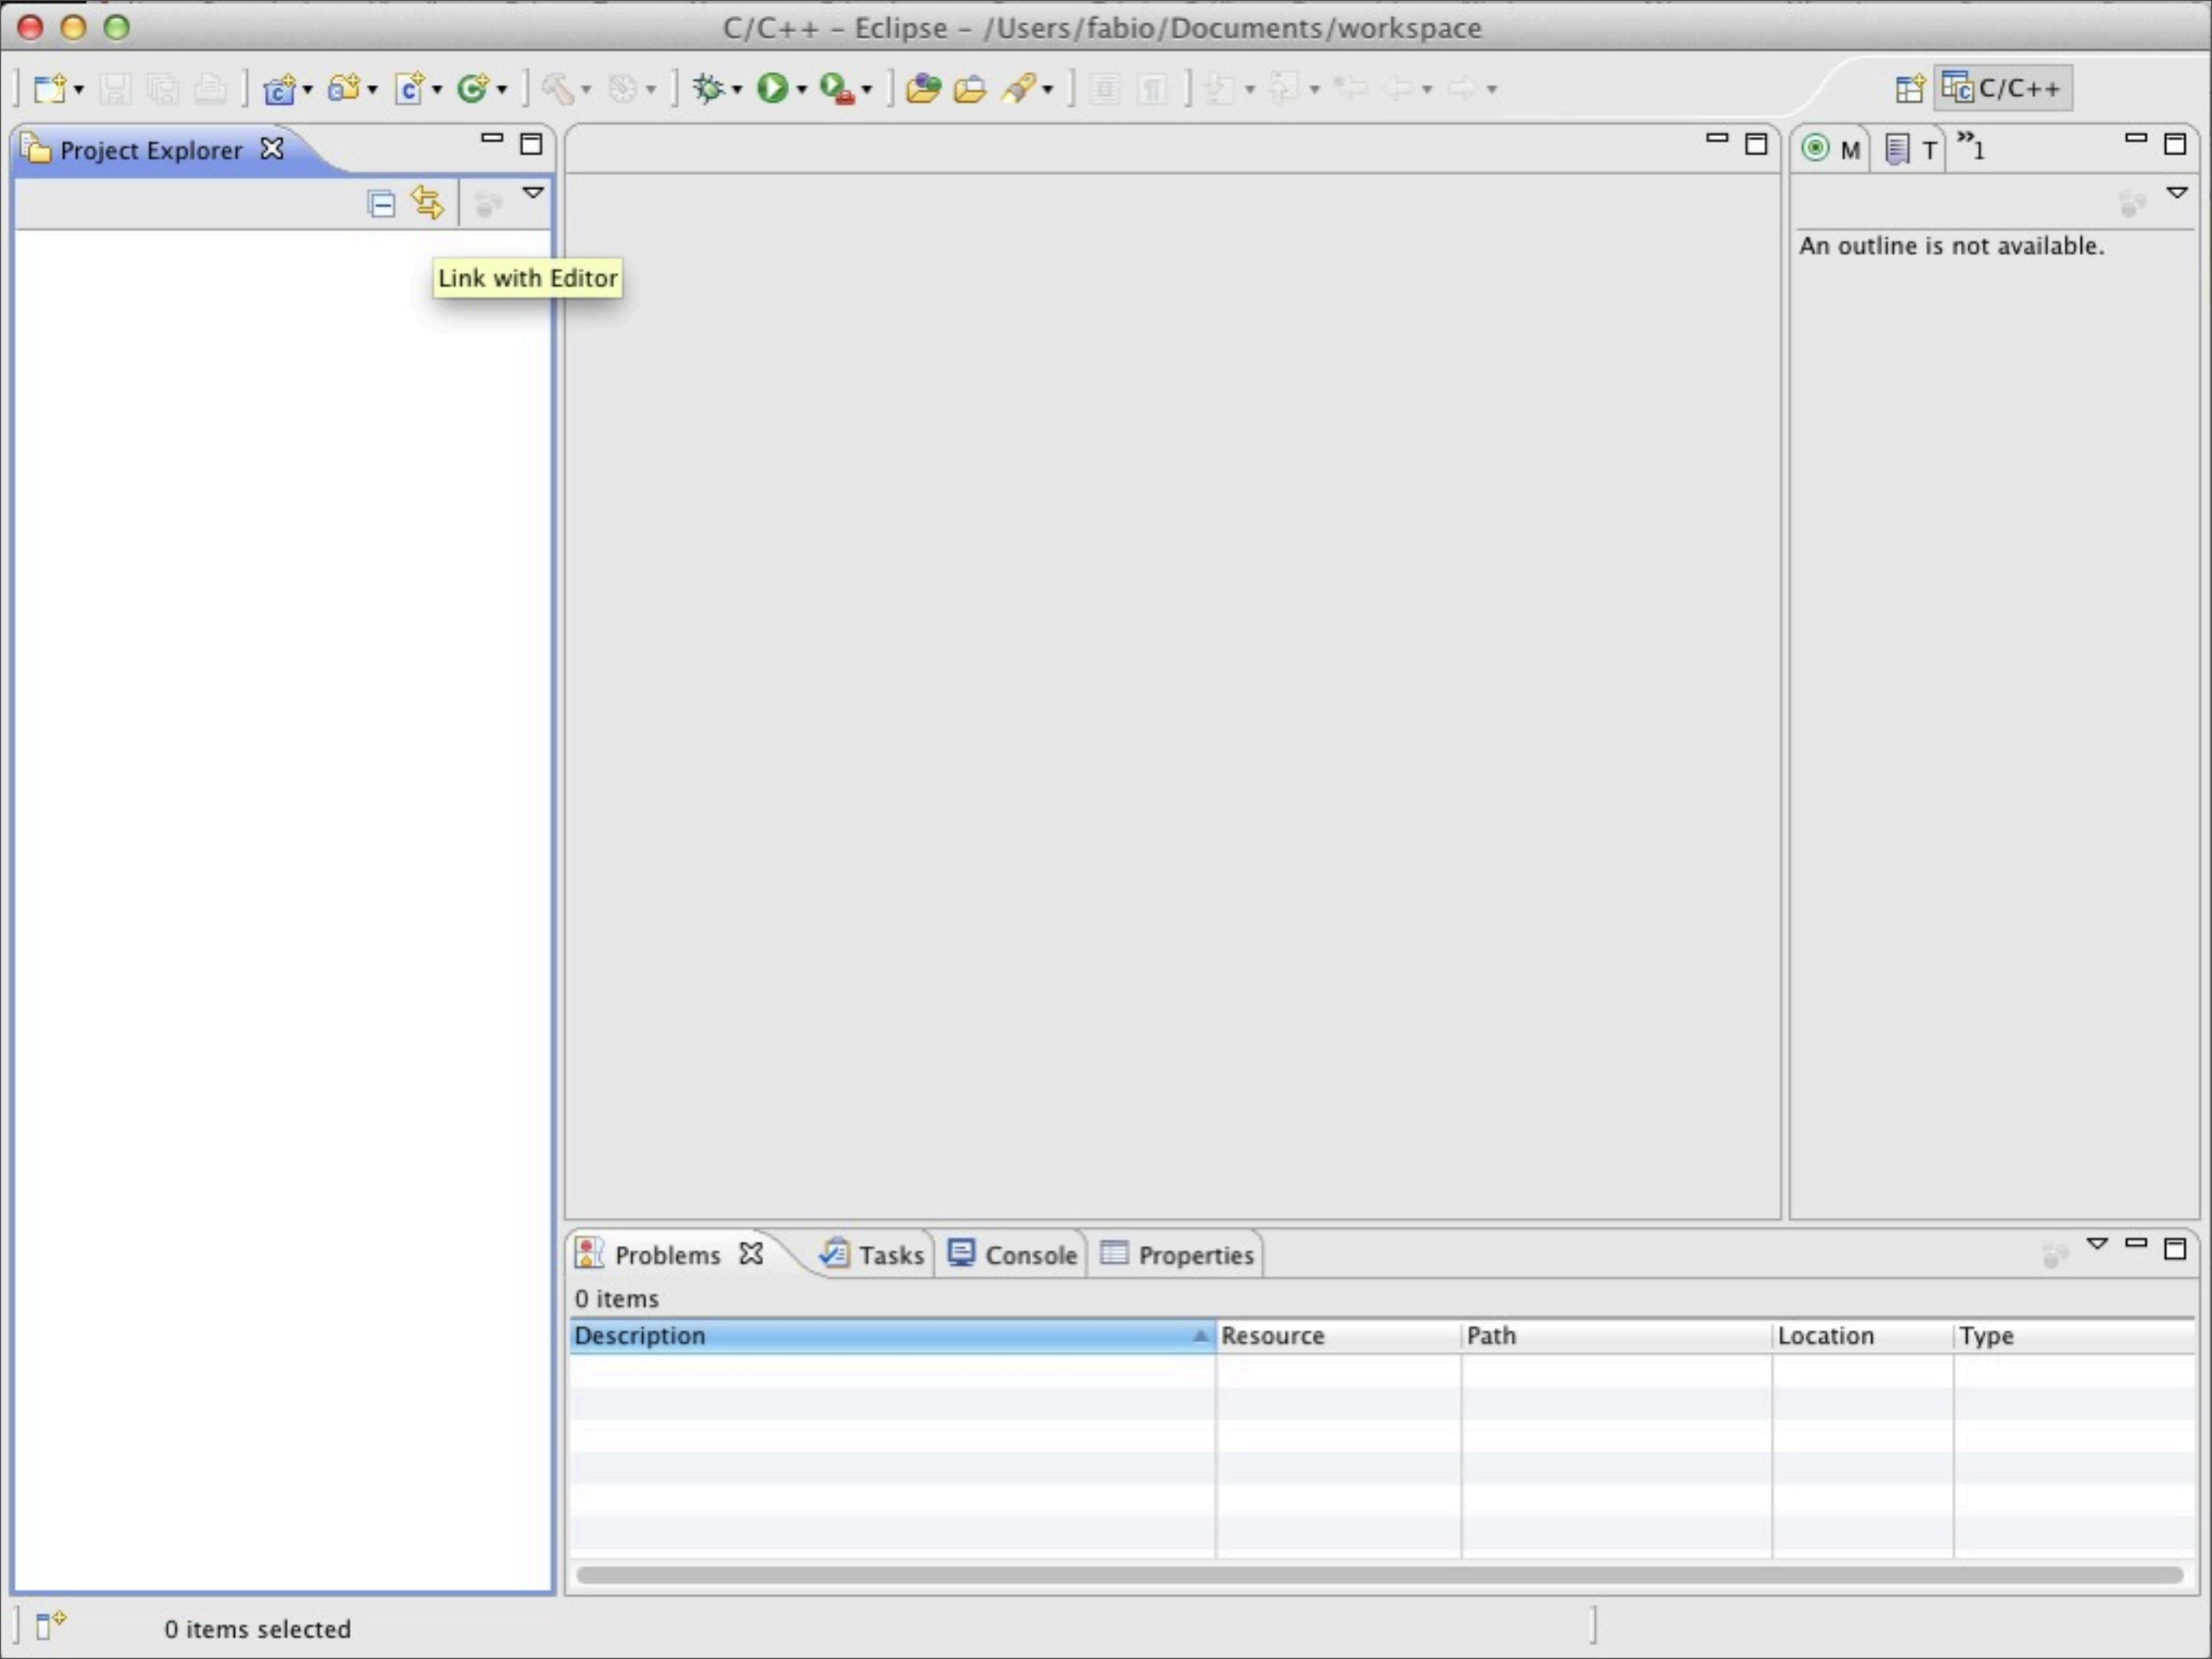 C/C++ – Eclipse – /Users/fabio/Documents/workspace
C/C++
Project Explorer
M
T
»1
An outline is not available.
Link with Editor
Problems
Tasks
Console
Properties
0 items
Description
Resource
Path
Location
Type
0 items selected